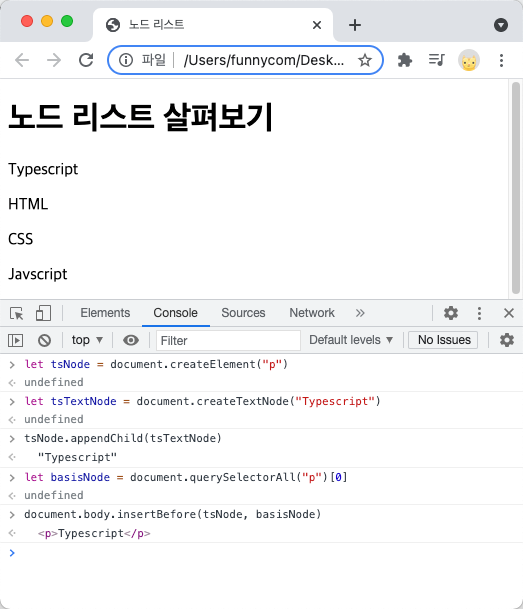 노드 리스트
파일 /Users/funnycom/Desk...
노드 리스트 살펴보기
Typescript
HTML
CSS
Javscript
Elements Console Sources Network »
top Filter Default levels No Issues
let tsNode = document.createElement("p")
undefined
let tsTextNode = document.createTextNode("Typescript")
undefined
tsNode.appendChild(tsTextNode)
"Typescript"
let basisNode = document.querySelectorAll("p")[0]
undefined
document.body.insertBefore(tsNode, basisNode)
<p>Typescript</p>